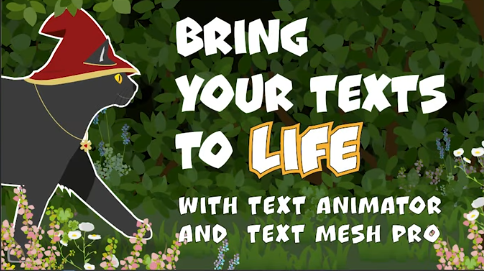 BRING
YOUR TEXTS
TO LIFE
WITH TEXT ANIMATOR
AND TEXT MESH PRO